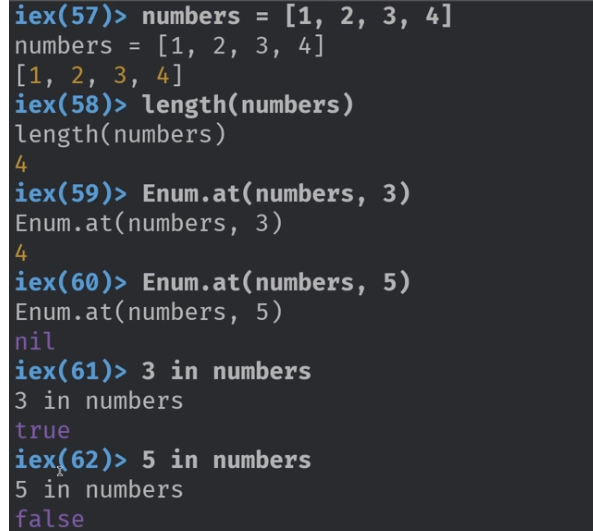 iex(57)> numbers = [1, 2, 3, 4]
numbers = [1, 2, 3, 4]
[1, 2, 3, 4]
iex(58)> length(numbers)
length(numbers)
4
iex(59)> Enum.at(numbers, 3)
Enum.at(numbers, 3)
4
iex(60)> Enum.at(numbers, 5)
Enum.at(numbers, 5)
nil
iex(61)> 3 in numbers
3 in numbers
true
iex(62)> 5 in numbers
5 in numbers
false